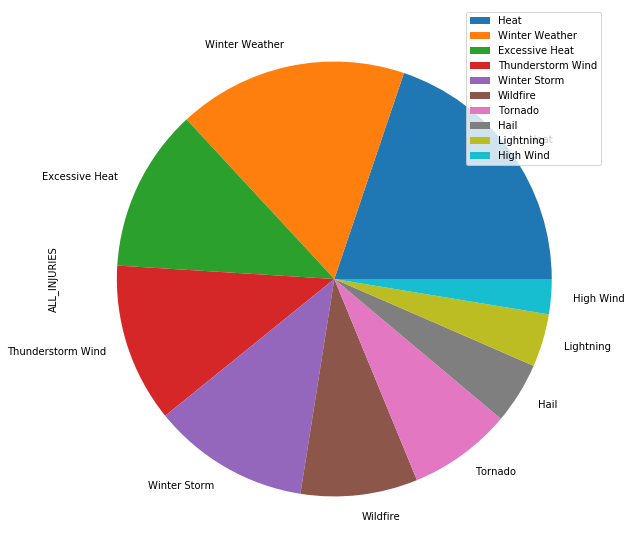 Heat
Winter Weather
Excessive Heat
Thunderstorm Wind
Winter Storm
Wildfire
Tornado
Hail
Lightning
High Wind
Winter Weather
Heat
Excessive Heat
ALL_INJURIES
High Wind
Thunderstorm Wind
Lightning
Hail
Tornado
Winter Storm
Wildfire